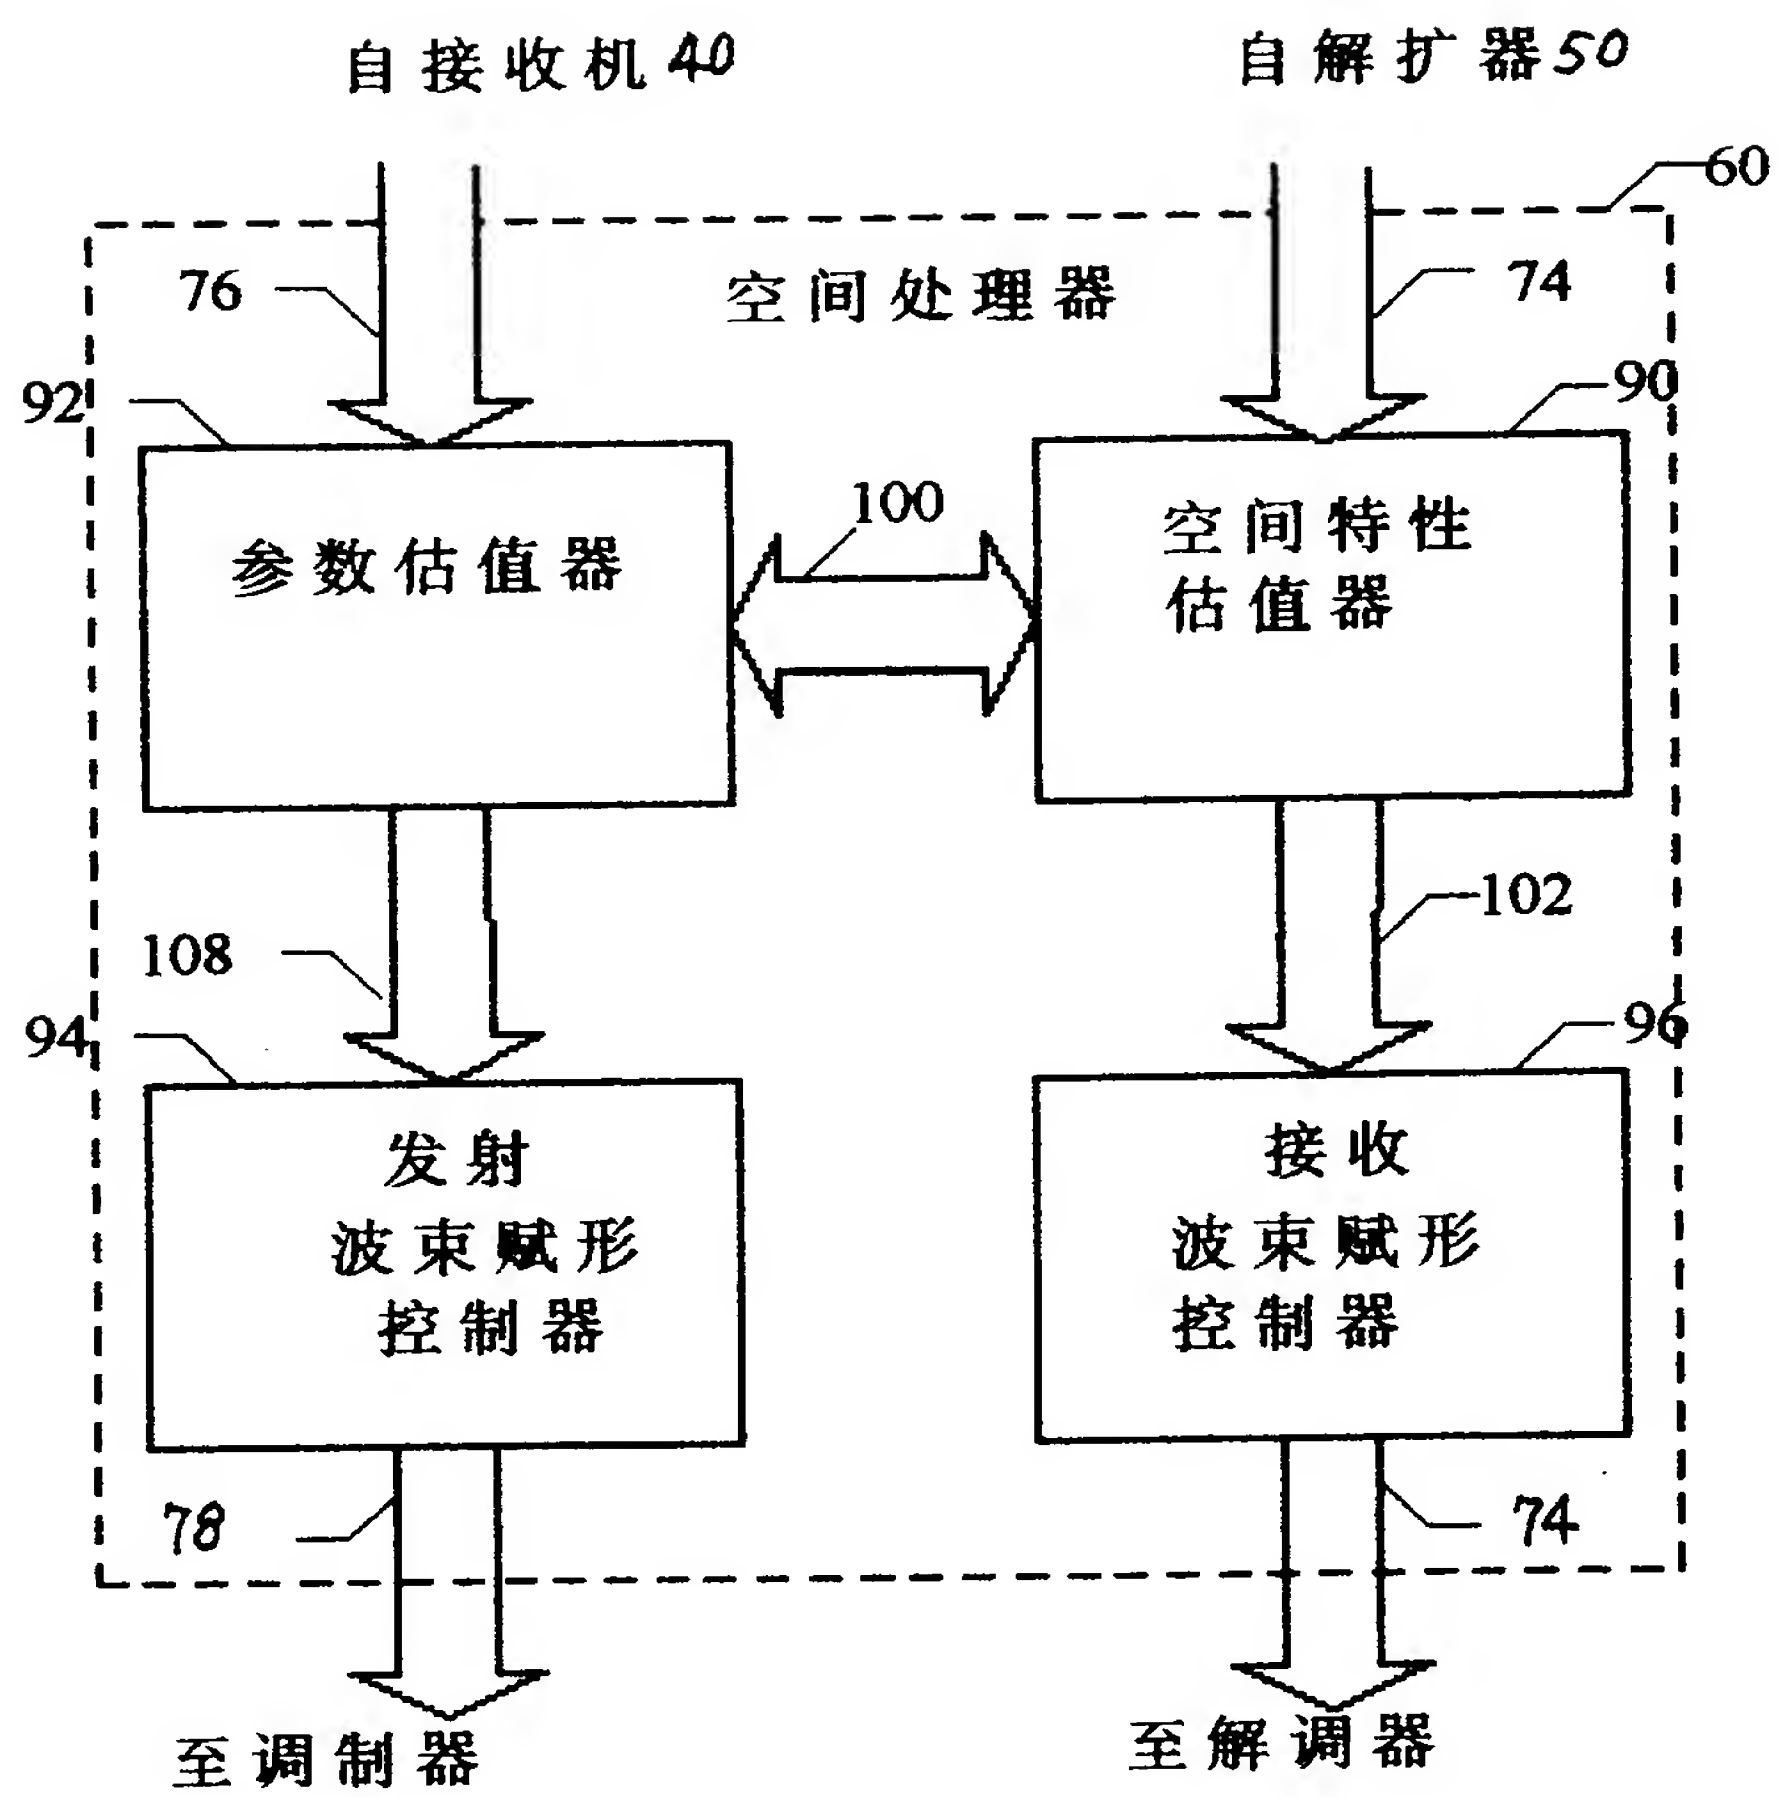 自接收机40
自解扩器50
60
76
空间处理器
74
92
90
参数估值器
100
空间特性
估值器
108
102
94
96
发射
波束赋形
控制器
接收
波束赋形
控制器
78
74
至调制器
至解调器